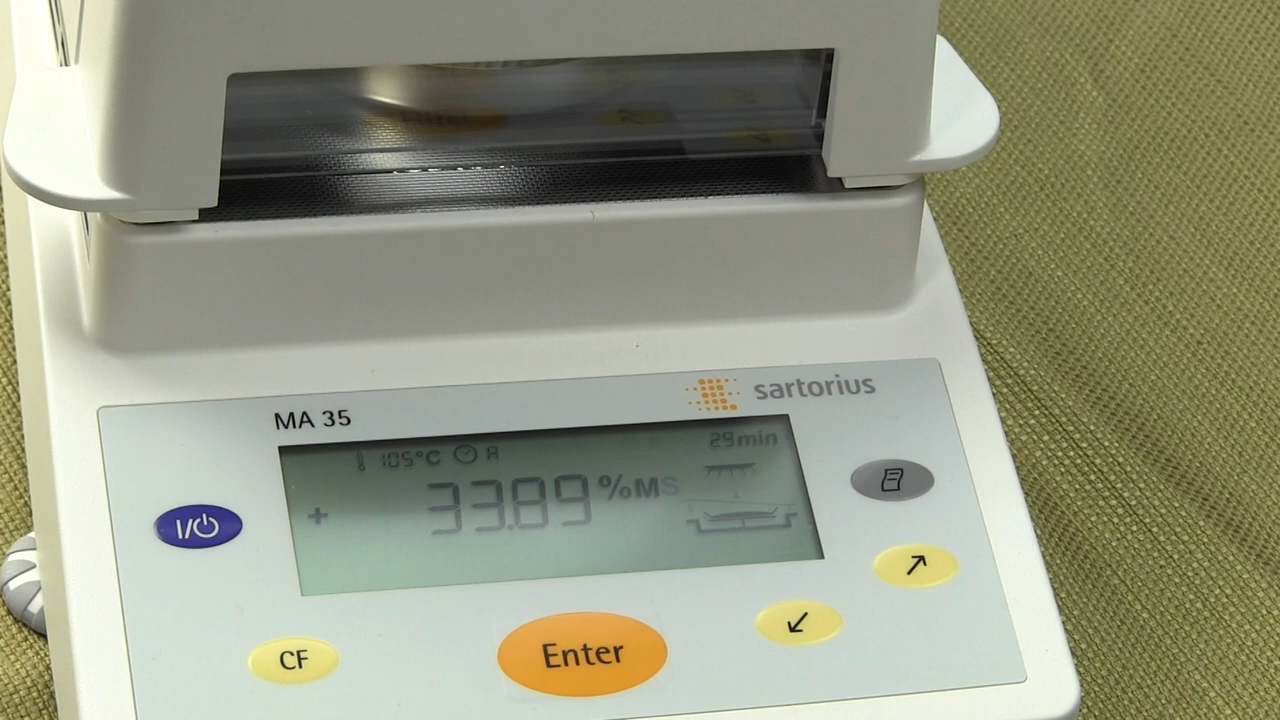 sartorius
MA 35
105°C A 29min
+ 33.89 %MS
I/
CF
Enter